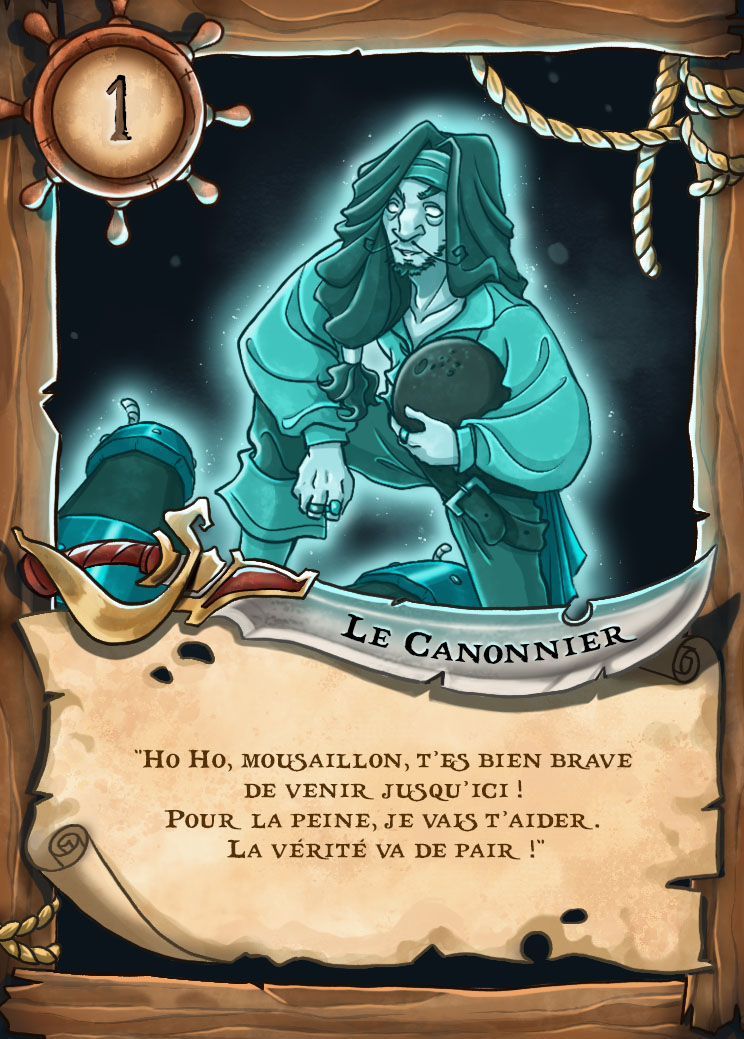 1
Le Canonnier
"Ho Ho, mousaillon, t'es bien brave
de venir jusqu'ici !
Pour la peine, je vais t'aider.
La vérité va de pair !"